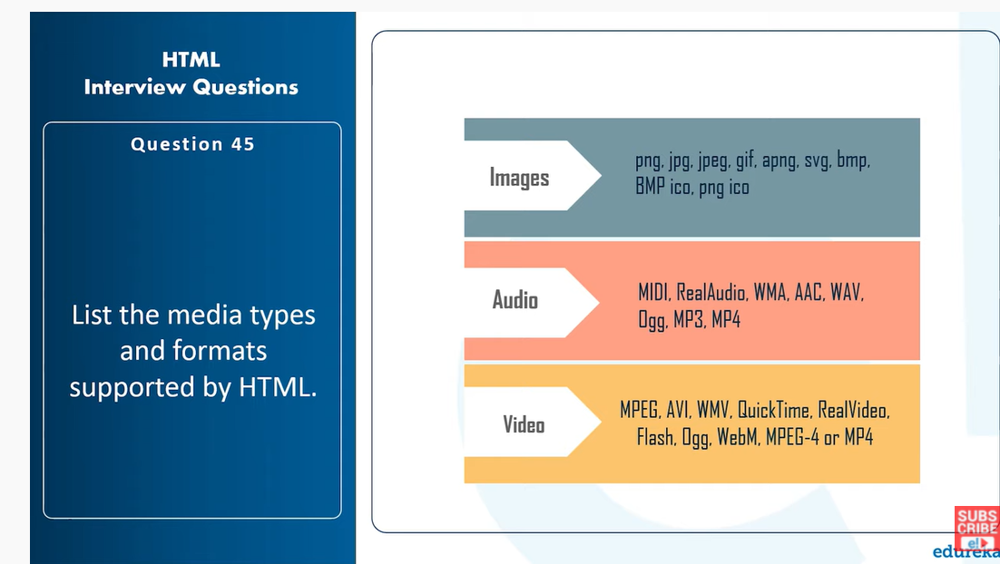 HTML
Interview Questions
Question 45
List the media types
and formats
supported by HTML.
Images
png, jpg, jpeg, gif, apng, svg, bmp,
BMP ico, png ico
Audio
MIDI, RealAudio, WMA, AAC, WAV,
Ogg, MP3, MP4
Video
MPEG, AVI, WMV, QuickTime, RealVideo,
Flash, Ogg, WebM, MPEG-4 or MP4
SUBS
CRIBE
e!
edureka